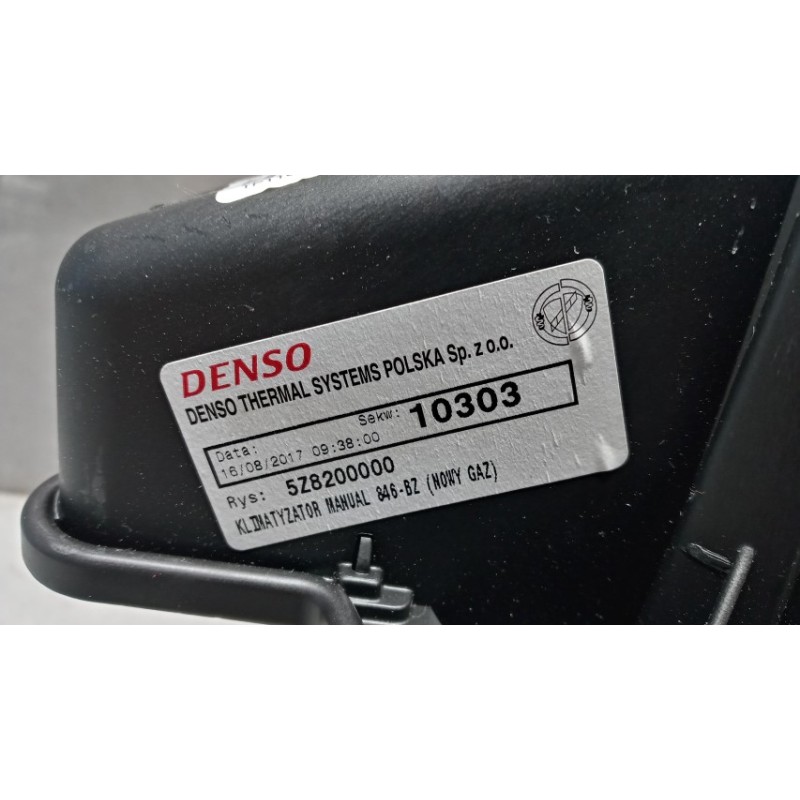 DENSO
DENSO THERMAL SYSTEMS POLSKA Sp. z o.o.
Data: Sekw: 10303
16/08/2017 09:38:00
Rys: 5Z8200000
KLIMATYZATOR MANUAL 846-BZ (NOWY GAZ)